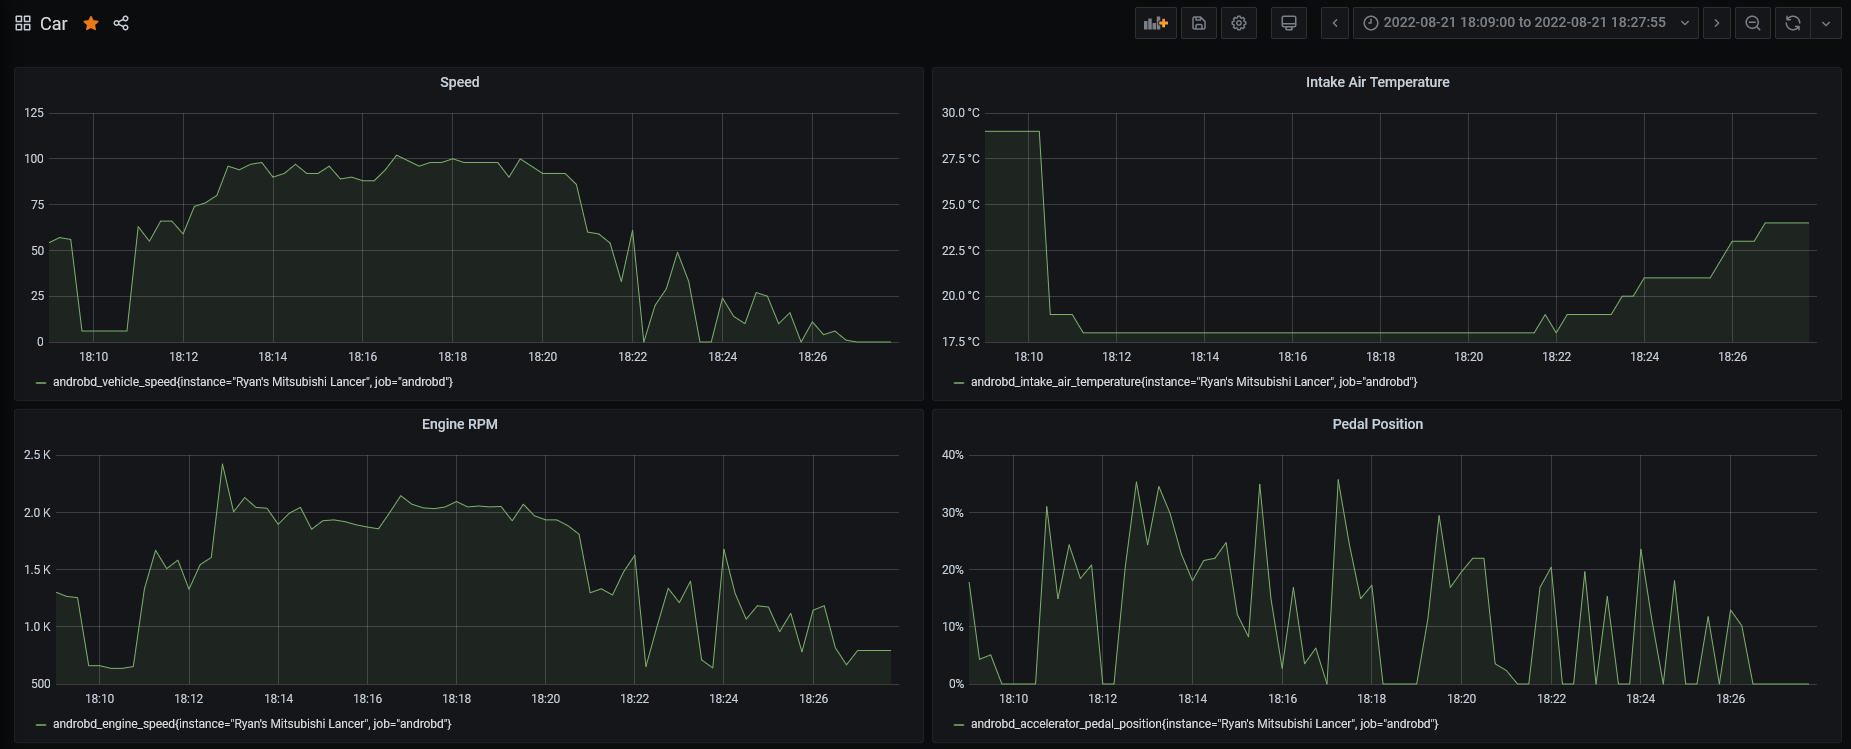 Car
2022-08-21 18:09:00 to 2022-08-21 18:27:55
Speed
125
100
75
50
25
0
18:10 18:12 18:14 18:16 18:18 18:20 18:22 18:24 18:26
androbd_vehicle_speed{instance="Ryan's Mitsubishi Lancer", job="androbd"}
Intake Air Temperature
30.0 °C
27.5 °C
25.0 °C
22.5 °C
20.0 °C
17.5 °C
18:10 18:12 18:14 18:16 18:18 18:20 18:22 18:24 18:26
androbd_intake_air_temperature{instance="Ryan's Mitsubishi Lancer", job="androbd"}
Engine RPM
2.5 K
2.0 K
1.5 K
1.0 K
500
18:10 18:12 18:14 18:16 18:18 18:20 18:22 18:24 18:26
androbd_engine_speed{instance="Ryan's Mitsubishi Lancer", job="androbd"}
Pedal Position
40%
30%
20%
10%
0%
18:10 18:12 18:14 18:16 18:18 18:20 18:22 18:24 18:26
androbd_accelerator_pedal_position{instance="Ryan's Mitsubishi Lancer", job="androbd"}